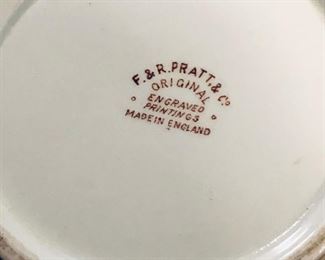 F. & R. PRATT, & Co.
ORIGINAL
ENGRAVED
PRINTINGS
MADE IN ENGLAND